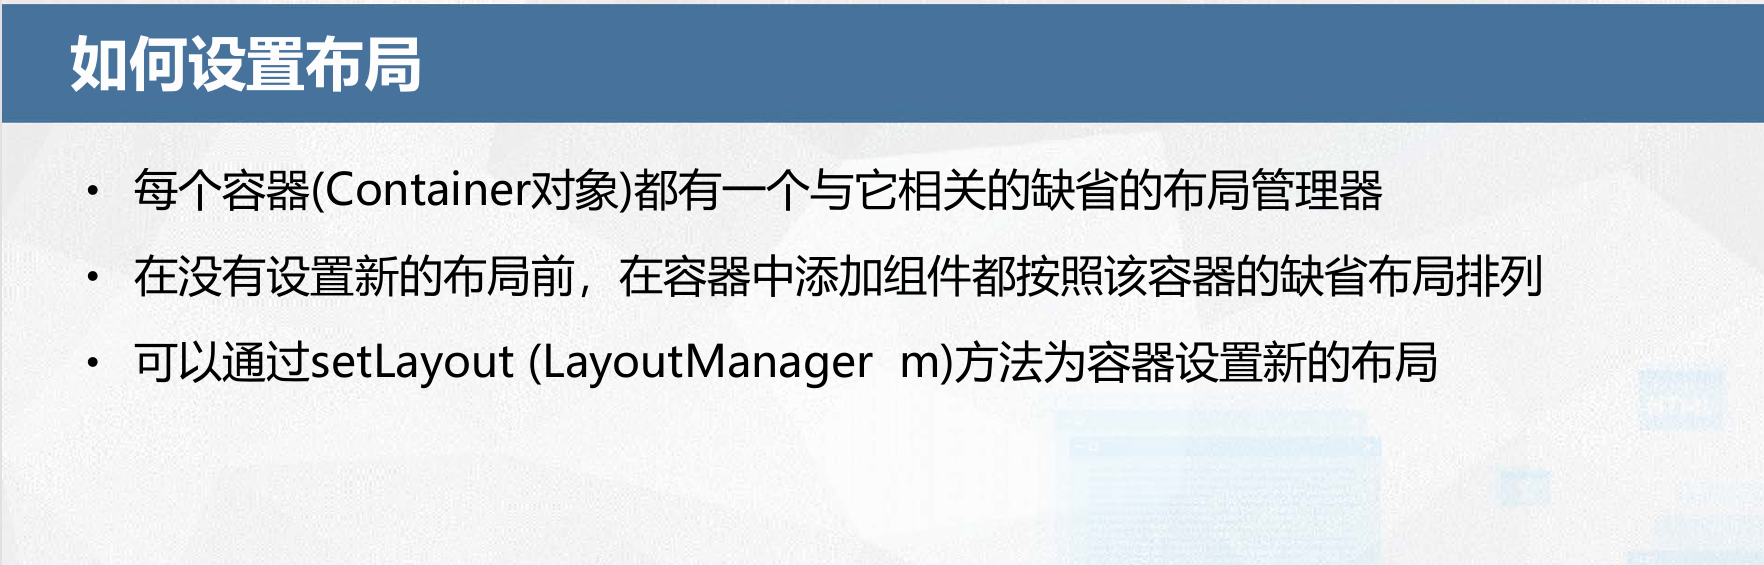 如何设置布局
• 每个容器(Container对象)都有一个与它相关的缺省的布局管理器
• 在没有设置新的布局前，在容器中添加组件都按照该容器的缺省布局排列
• 可以通过setLayout (LayoutManager  m)方法为容器设置新的布局